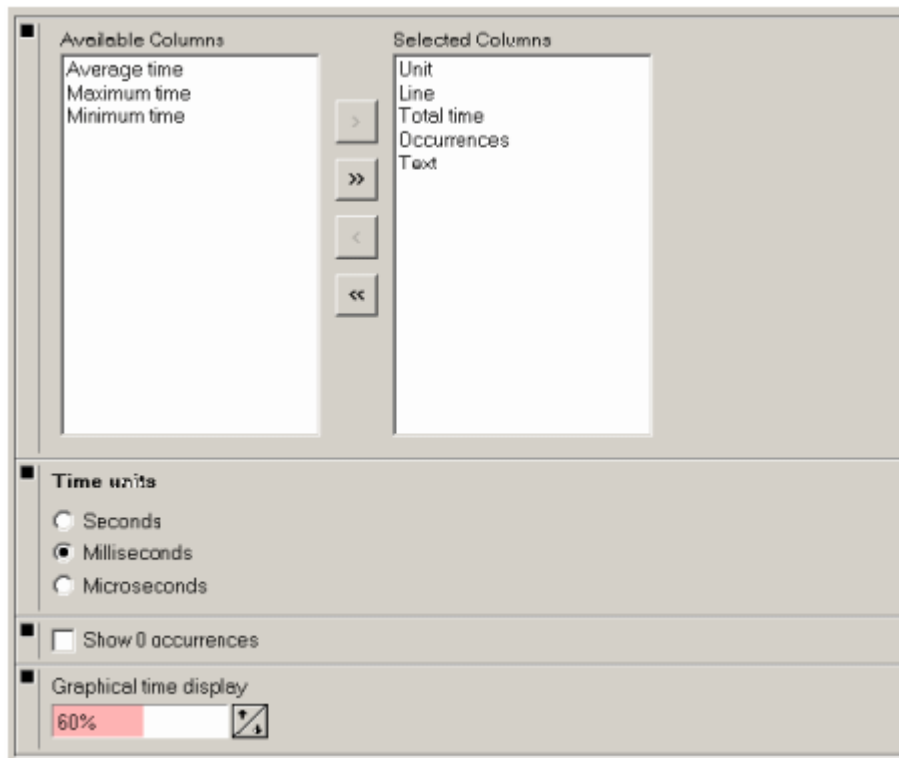 Available Columns
Average time
Maximum time
Minimum time
>
>>
<
<<
Selected Columns
Unit
Line
Total time
Occurrences
Text
Time units
Seconds
Milliseconds
Microseconds
Show 0 occurrences
Graphical time display
60%